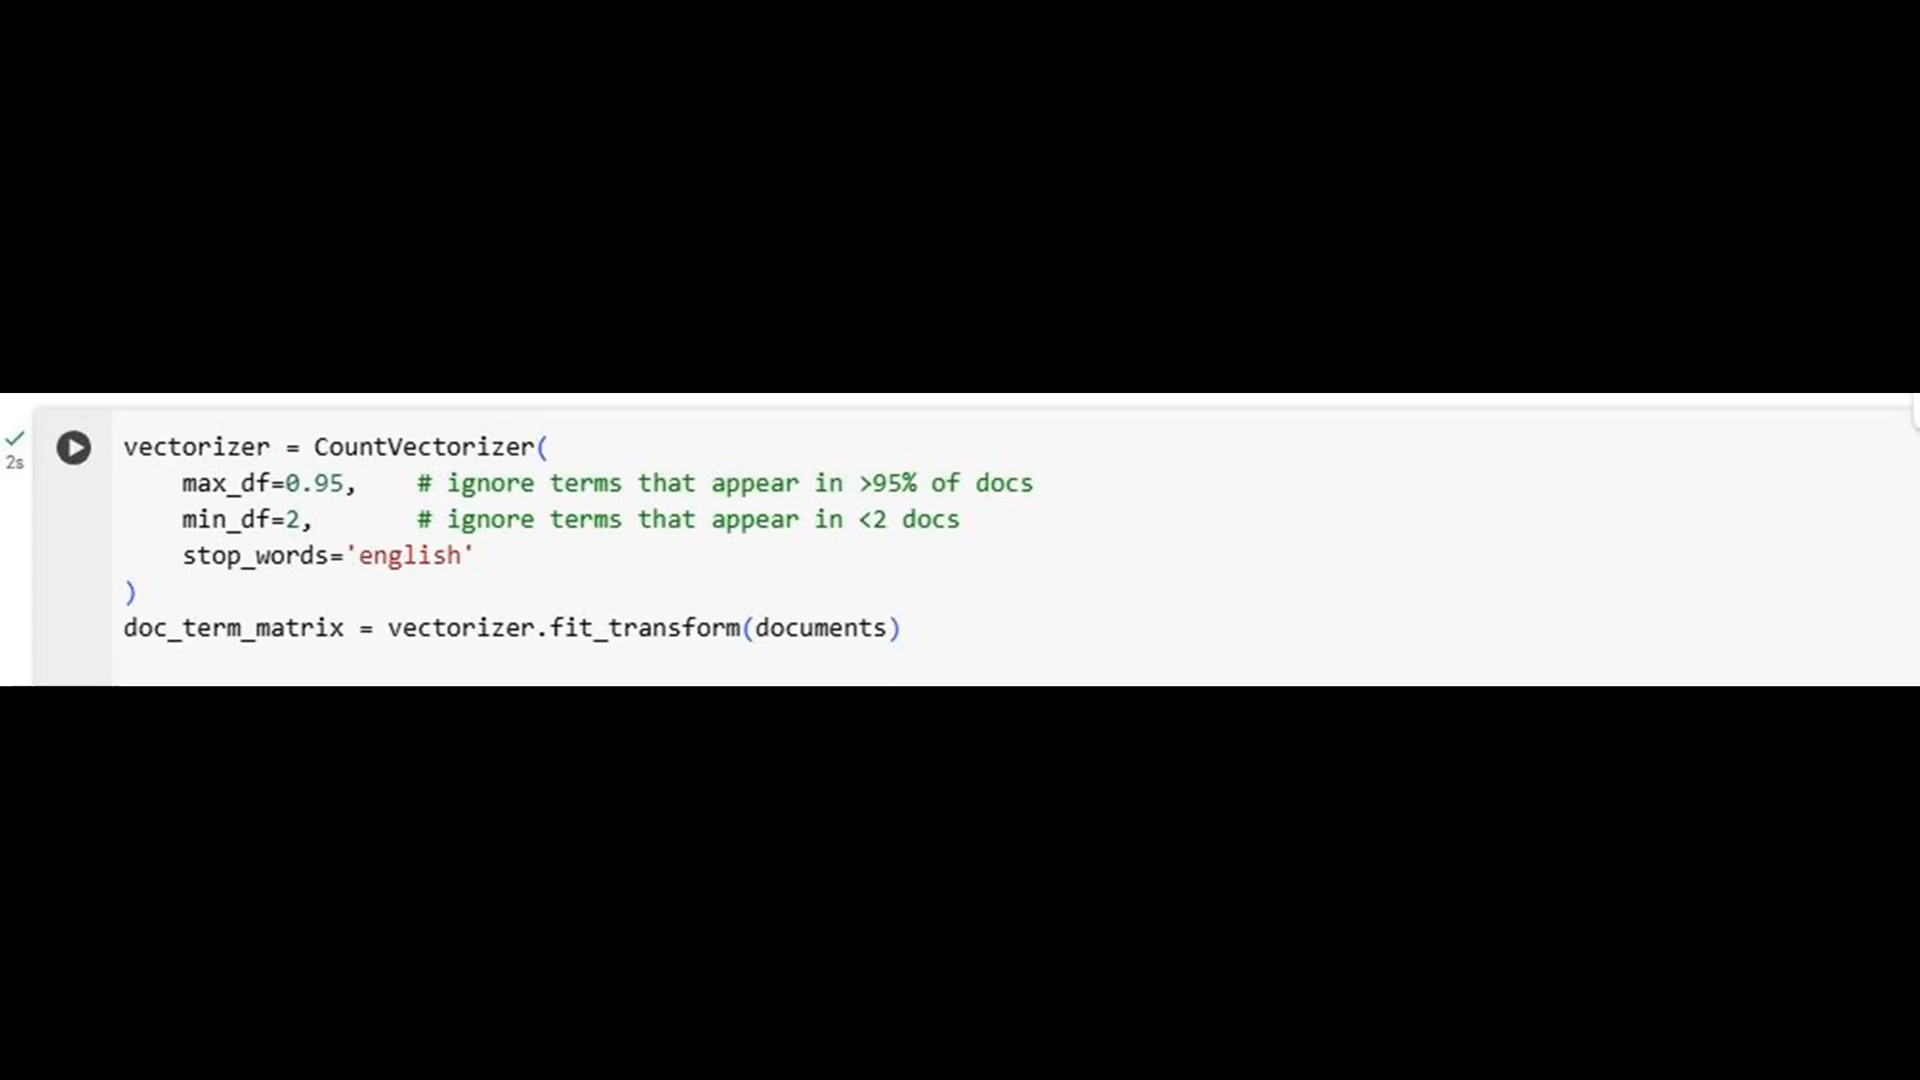 vectorizer = CountVectorizer(
    max_df=0.95,    # ignore terms that appear in >95% of docs
    min_df=2,       # ignore terms that appear in <2 docs
    stop_words='english'
)
doc_term_matrix = vectorizer.fit_transform(documents)
2s